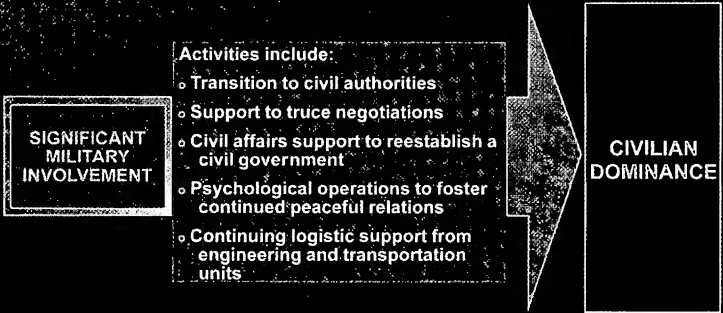 SIGNIFICANT
MILITARY
INVOLVEMENT
Activities include:
o Transition to civil authorities
o Support to truce negotiations
o Civil affairs support to reestablish a
civil government
o Psychological operations to foster
continued peaceful relations
o Continuing logistic support from
engineering and transportation
units
CIVILIAN
DOMINANCE